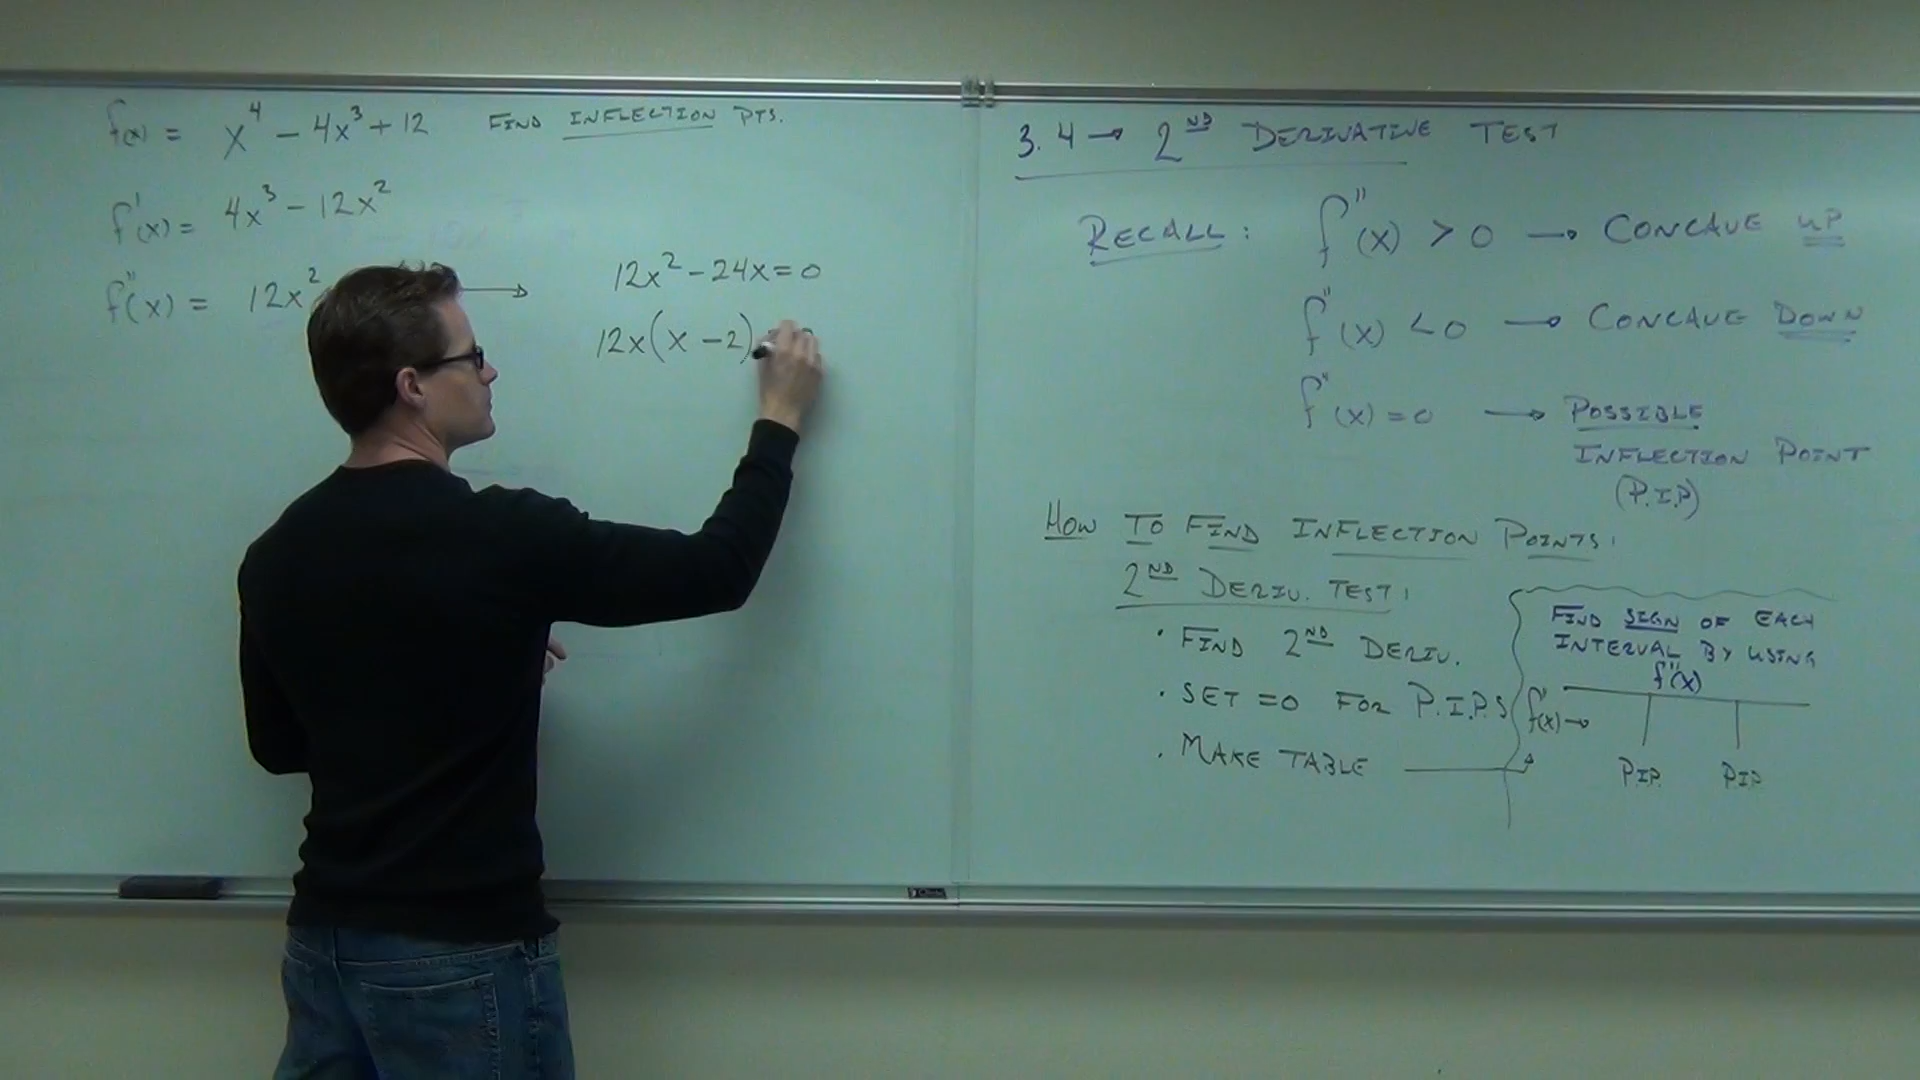 f(x) = x⁴ - 4x³ + 12 FIND INFLECTION PTS.
f'(x) = 4x³ - 12x²
f''(x) = 12x²
12x² - 24x = 0
12x(x - 2)
3.4 → 2ND DERIVATIVE TEST
RECALL: f''(x) > 0 → CONCAVE UP
f''(x) < 0 → CONCAVE DOWN
f''(x) = 0 → POSSIBLE
INFLECTION POINT
(P.I.P)
HOW TO FIND INFLECTION POINTS:
2ND DERIV. TEST:
• FIND 2ND DERIV.
• SET = 0 FOR P.I.P.S
• MAKE TABLE
FIND SIGN OF EACH
INTERVAL BY USING
f''(x)
f''(x) →
P.I.P. P.I.P.